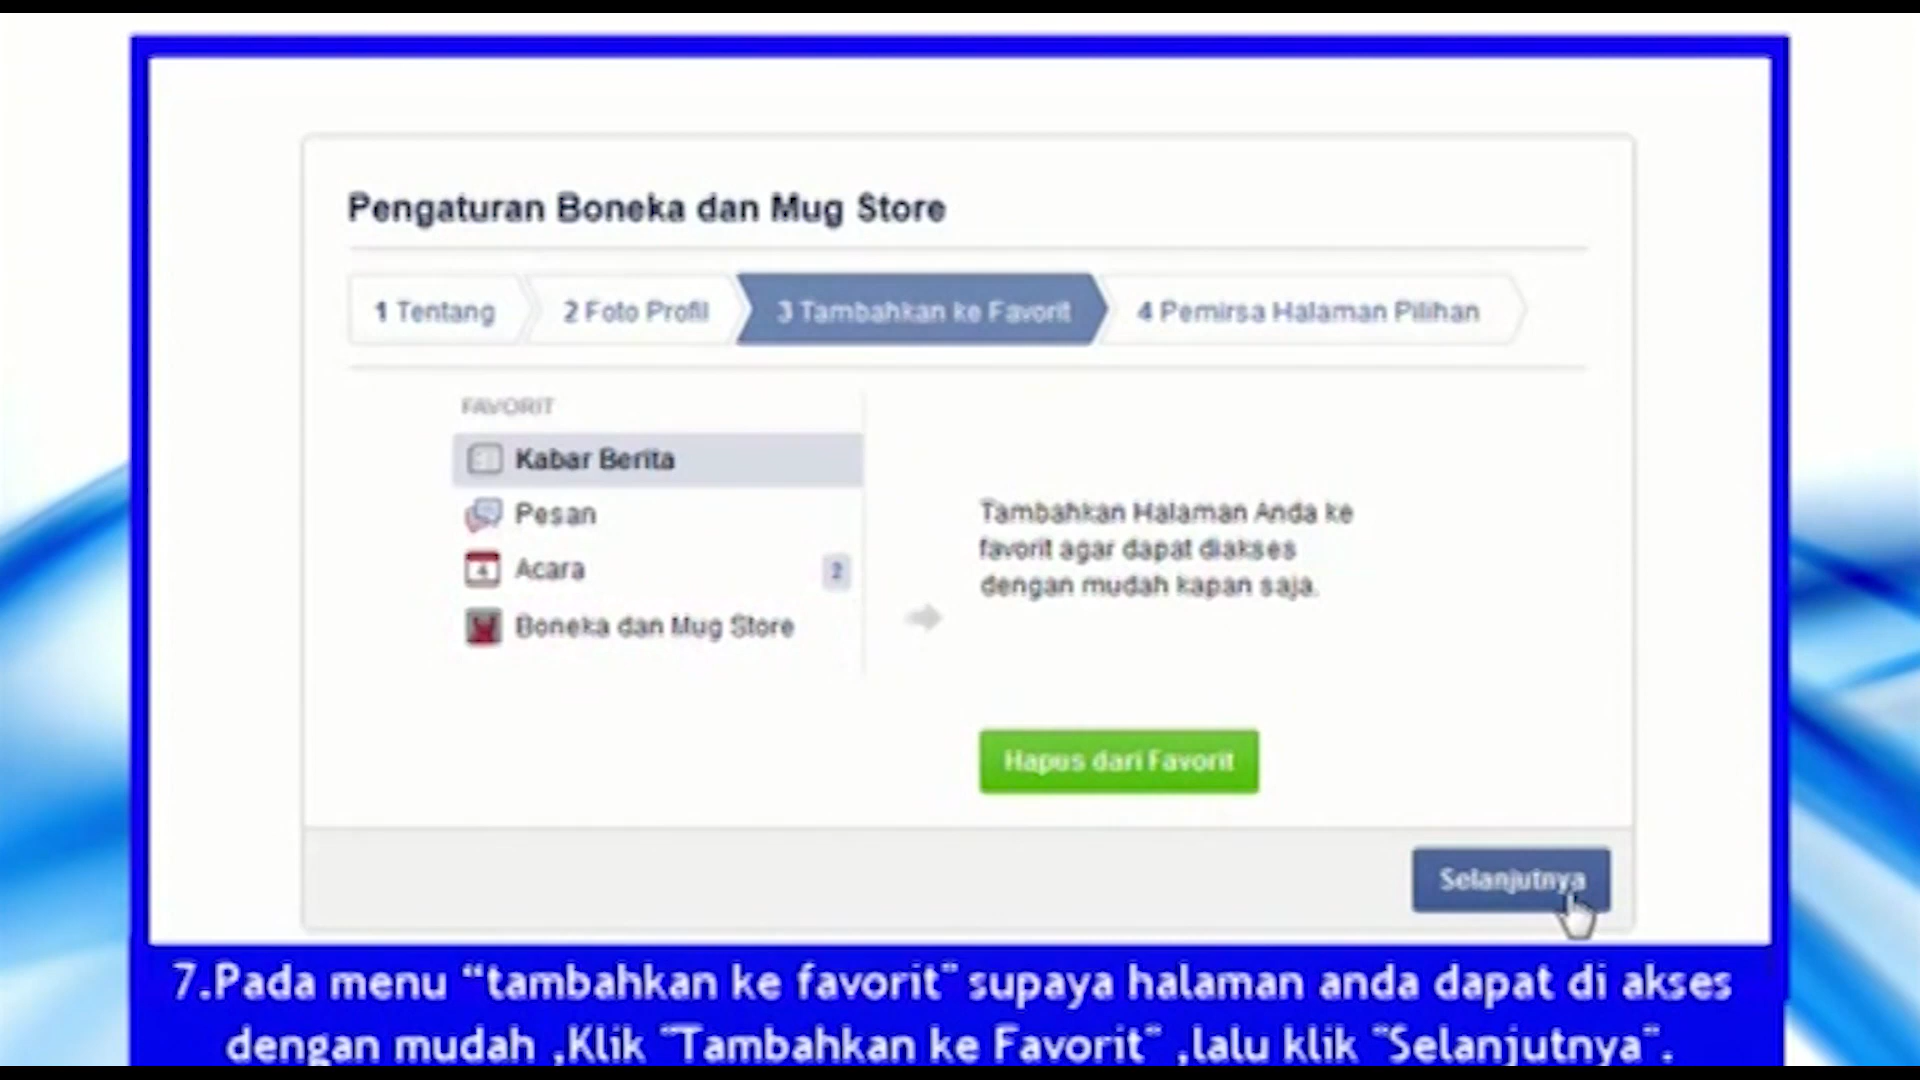 Pengaturan Boneka dan Mug Store
1 Tentang 2 Foto Profil 3 Tambahkan ke Favorit 4 Pemirsa Halaman Pilihan
FAVORIT
Kabar Berita
Pesan
4 Acara 2
Boneka dan Mug Store
Tambahkan Halaman Anda ke
favorit agar dapat diakses
dengan mudah kapan saja.
Hapus dari Favorit
Selanjutnya
7.Pada menu “tambahkan ke favorit" supaya halaman anda dapat di akses
dengan mudah ,Klik "Tambahkan ke Favorit" ,lalu klik "Selanjutnya".